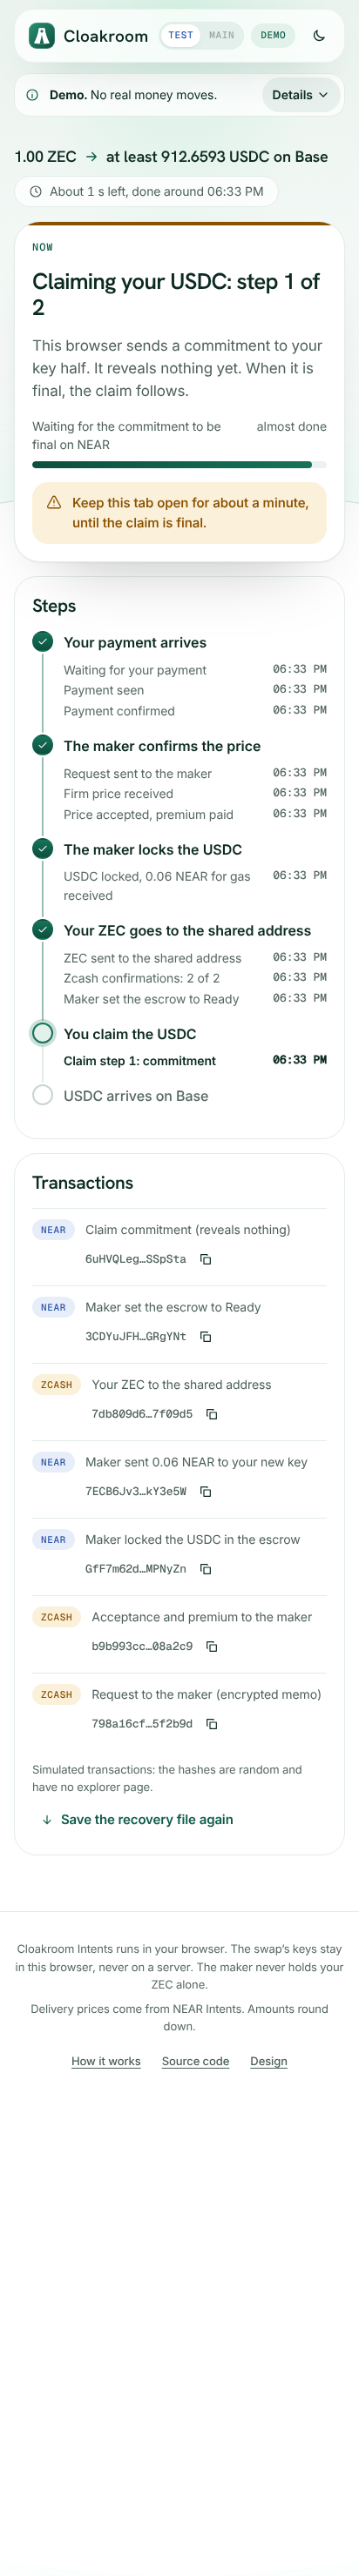 Cloakroom
TEST MAIN
DEMO
Demo. No real money moves.
Details
1.00 ZEC → at least 912.6593 USDC on Base
About 1 s left, done around 06:33 PM
NOW
Claiming your USDC: step 1 of
2
This browser sends a commitment to your
key half. It reveals nothing yet. When it is
final, the claim follows.
Waiting for the commitment to be
final on NEAR
almost done
Keep this tab open for about a minute,
until the claim is final.
Steps
Your payment arrives
Waiting for your payment 06:33 PM
Payment seen 06:33 PM
Payment confirmed 06:33 PM
The maker confirms the price
Request sent to the maker 06:33 PM
Firm price received 06:33 PM
Price accepted, premium paid 06:33 PM
The maker locks the USDC
USDC locked, 0.06 NEAR for gas 06:33 PM
received
Your ZEC goes to the shared address
ZEC sent to the shared address 06:33 PM
Zcash confirmations: 2 of 2 06:33 PM
Maker set the escrow to Ready 06:33 PM
You claim the USDC
Claim step 1: commitment 06:33 PM
USDC arrives on Base
Transactions
NEAR Claim commitment (reveals nothing)
6uHVQLeg…SSpSta
NEAR Maker set the escrow to Ready
3CDYuJFH…GRgYNt
ZCASH Your ZEC to the shared address
7db809d6…7f09d5
NEAR Maker sent 0.06 NEAR to your new key
7ECB6Jv3…kY3e5W
NEAR Maker locked the USDC in the escrow
GfF7m62d…MPNyZn
ZCASH Acceptance and premium to the maker
b9b993cc…08a2c9
ZCASH Request to the maker (encrypted memo)
798a16cf…5f2b9d
Simulated transactions: the hashes are random and
have no explorer page.
Save the recovery file again
Cloakroom Intents runs in your browser. The swap's keys stay
in this browser, never on a server. The maker never holds your
ZEC alone.
Delivery prices come from NEAR Intents. Amounts round
down.
How it works Source code Design